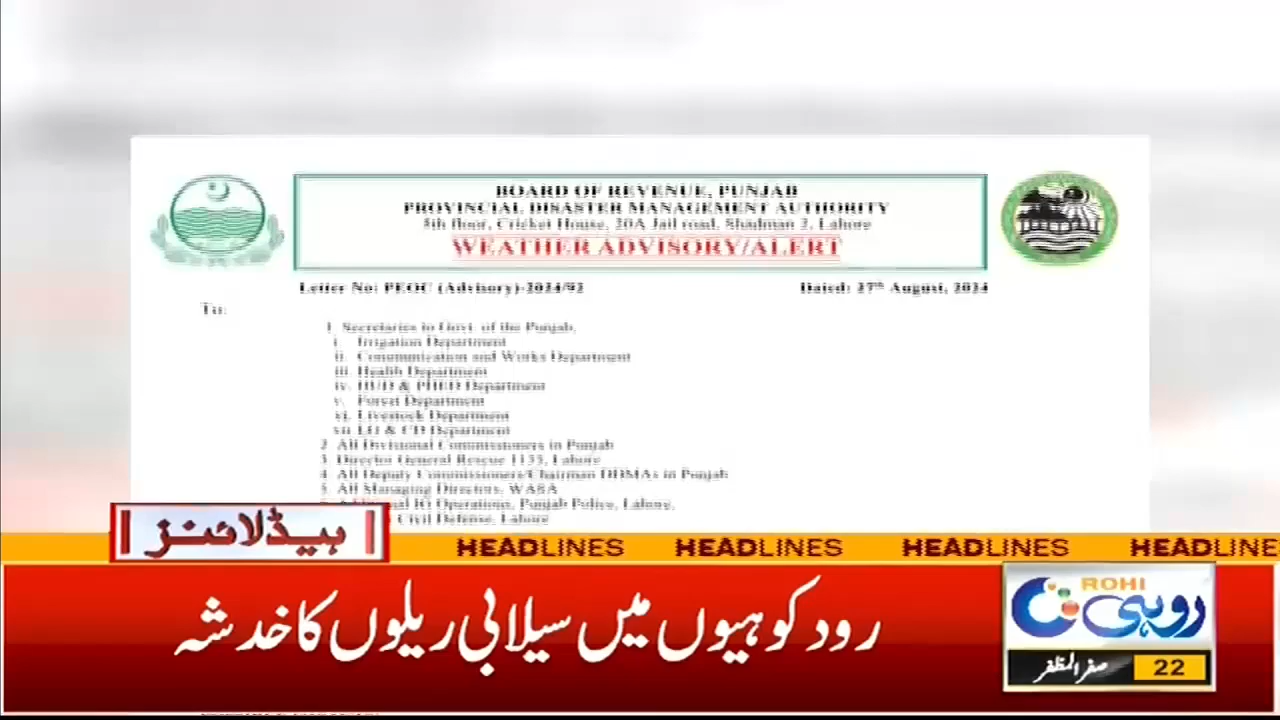 BOARD OF REVENUE, PUNJAB
PROVINCIAL DISASTER MANAGEMENT AUTHORITY
5th floor, Cricket House, 20A Jail road, Shadman 2, Lahore
WEATHER ADVISORY/ALERT
Letter No: PEOC (Advisory)-2024/92 Dated: 27th August, 2024
To:
1 Secretaries to Govt. of the Punjab,
i. Irrigation Department
ii. Communication and Works Department
iii. Health Department
iv. HUD & PHED Department
v. Forest Department
vi. Livestock Department
vii LG & CD Department
2 All Divisional Commissioners in Punjab
3 Director General Rescue 1122, Lahore
4 All Deputy Commissioners/Chairman DDMAs in Punjab
5 All Managing Directors, WASA
IG Operations, Punjab Police, Lahore,
Civil Defense, Lahore
ہیڈلائنز
HEADLINES HEADLINES HEADLINES HEADLINE
رودکوہیوں میں سیلابی ریلوں کا خدشہ
ROHI
روہی
22 صفر المظفر